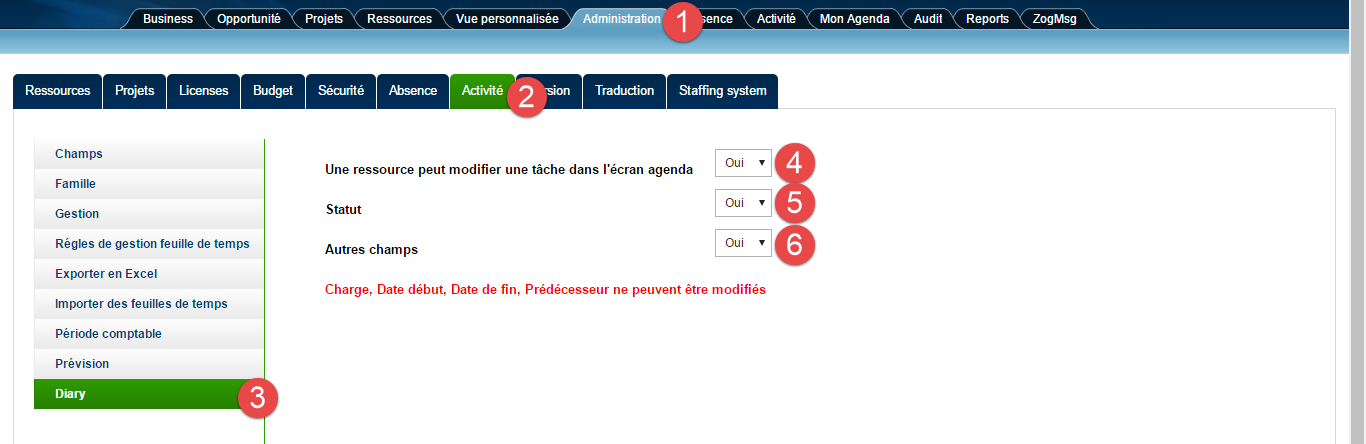 Business Opportunité Projets Ressources Vue personnalisée Administration 1 sence Activité Mon Agenda Audit Reports ZogMsg
Ressources Projets Licenses Budget Sécurité Absence Activité 2 sion Traduction Staffing system
Champs
Famille
Gestion
Régles de gestion feuille de temps
Exporter en Excel
Importer des feuilles de temps
Période comptable
Prévision
Diary 3
Une ressource peut modifier une tâche dans l'écran agenda Oui 4
Statut Oui 5
Autres champs Oui 6
Charge, Date début, Date de fin, Prédécesseur ne peuvent être modifiés